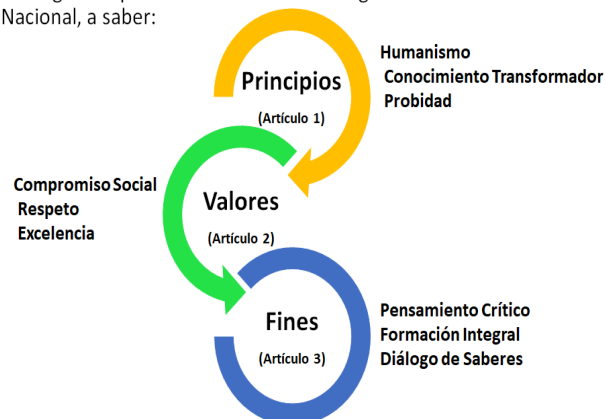 Nacional, a saber:
Humanismo
Conocimiento Transformador
Probidad
Principios
(Artículo 1)
Compromiso Social
Respeto
Excelencia
Valores
(Artículo 2)
Fines
(Artículo 3)
Pensamiento Crítico
Formación Integral
Diálogo de Saberes